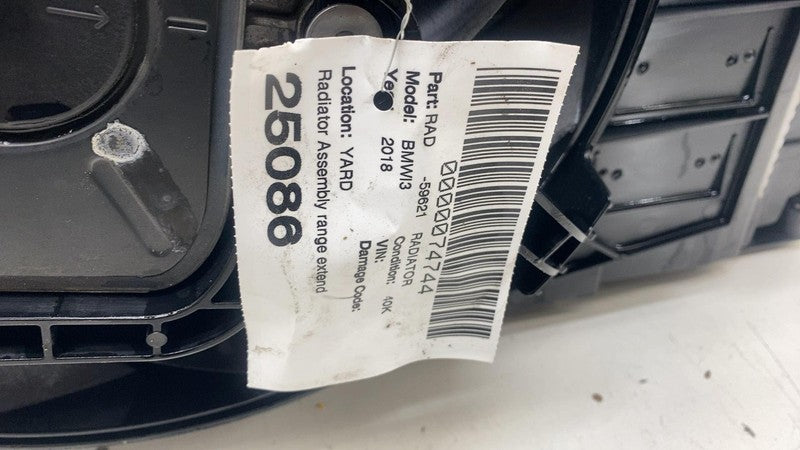 0000074744
Part: RAD -59621 RADIATOR
Model: BMWI3 Condition: 40K
2018 VIN:
Location: YARD Damage Code:
Radiator Assembly range extend
25086